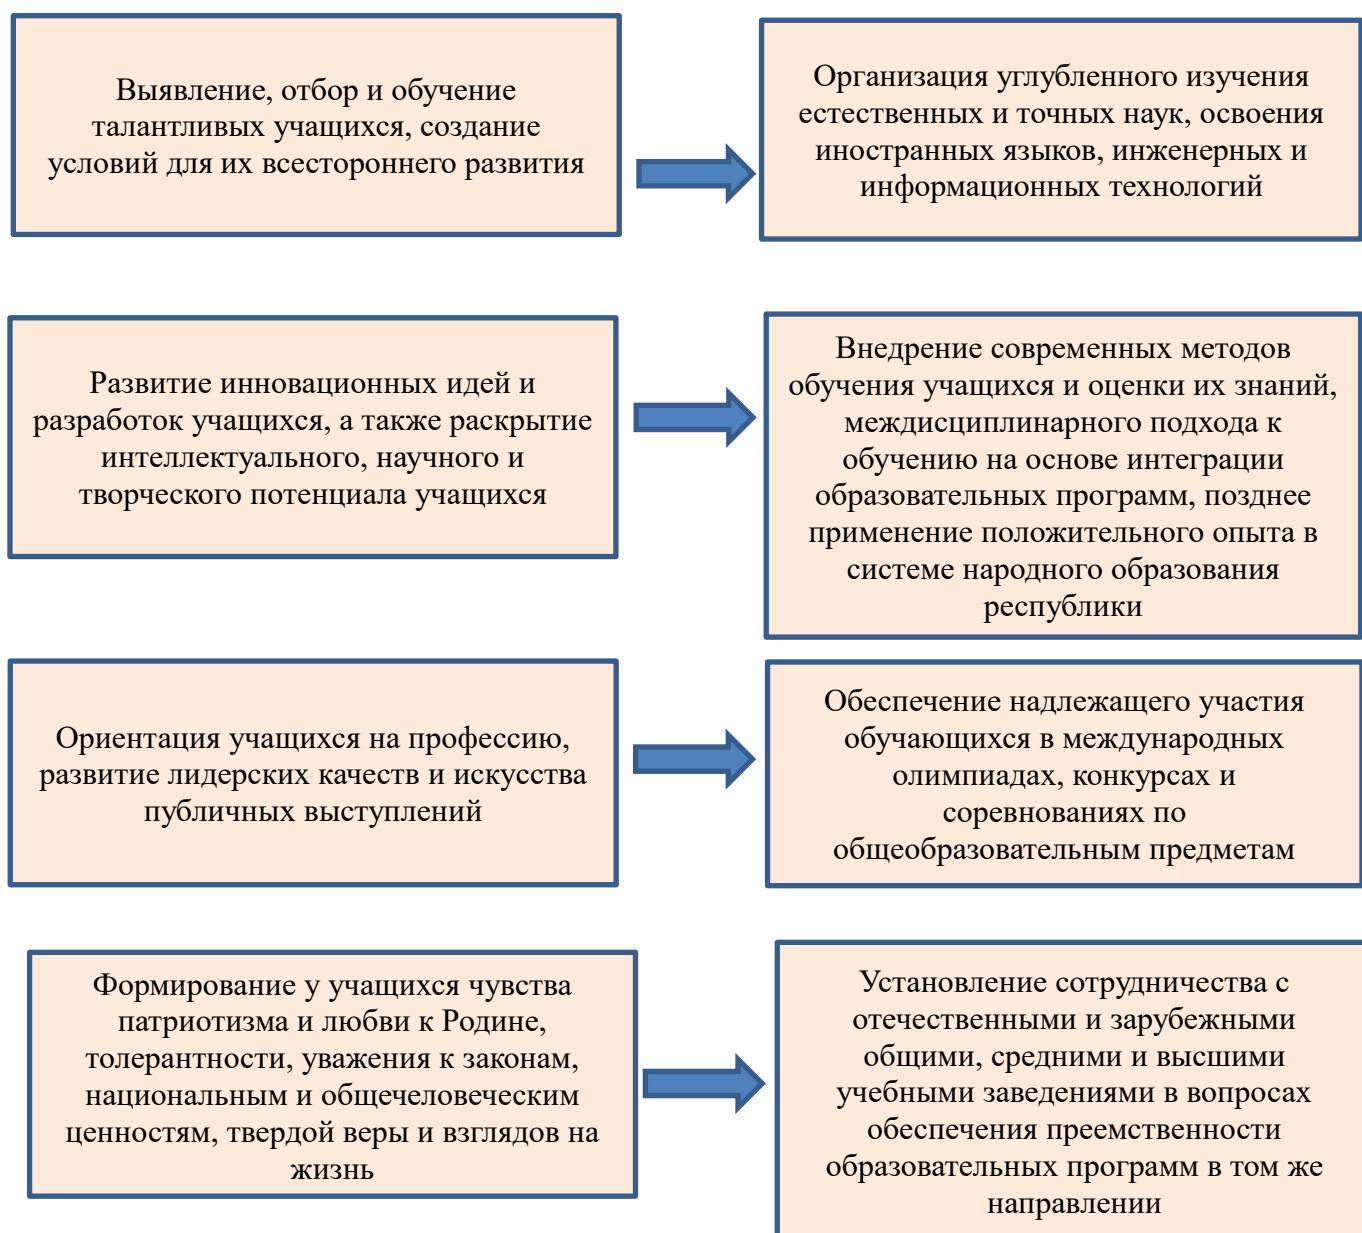 Выявление, отбор и обучение
талантливых учащихся, создание
условий для их всестороннего развития
Организация углубленного изучения
естественных и точных наук, освоения
иностранных языков, инженерных и
информационных технологий
Развитие инновационных идей и
разработок учащихся, а также раскрытие
интеллектуального, научного и
творческого потенциала учащихся
Внедрение современных методов
обучения учащихся и оценки их знаний,
междисциплинарного подхода к
обучению на основе интеграции
образовательных программ, позднее
применение положительного опыта в
системе народного образования
республики
Ориентация учащихся на профессию,
развитие лидерских качеств и искусства
публичных выступлений
Обеспечение надлежащего участия
обучающихся в международных
олимпиадах, конкурсах и
соревнованиях по
общеобразовательным предметам
Формирование у учащихся чувства
патриотизма и любви к Родине,
толерантности, уважения к законам,
национальным и общечеловеческим
ценностям, твердой веры и взглядов на
жизнь
Установление сотрудничества с
отечественными и зарубежными
общими, средними и высшими
учебными заведениями в вопросах
обеспечения преемственности
образовательных программ в том же
направлении